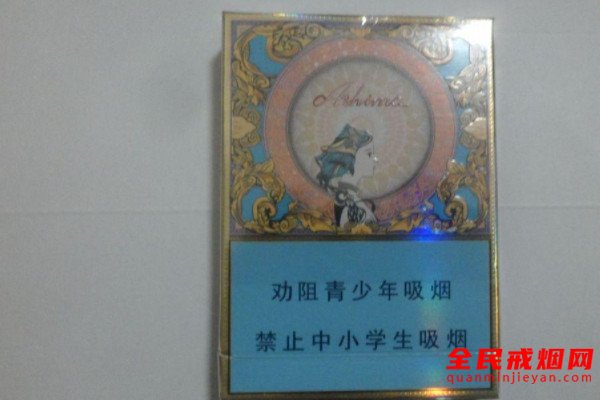 Ashima
劝阻青少年吸烟
禁止中小学生吸烟
全民戒烟网
quanminjieyan.com